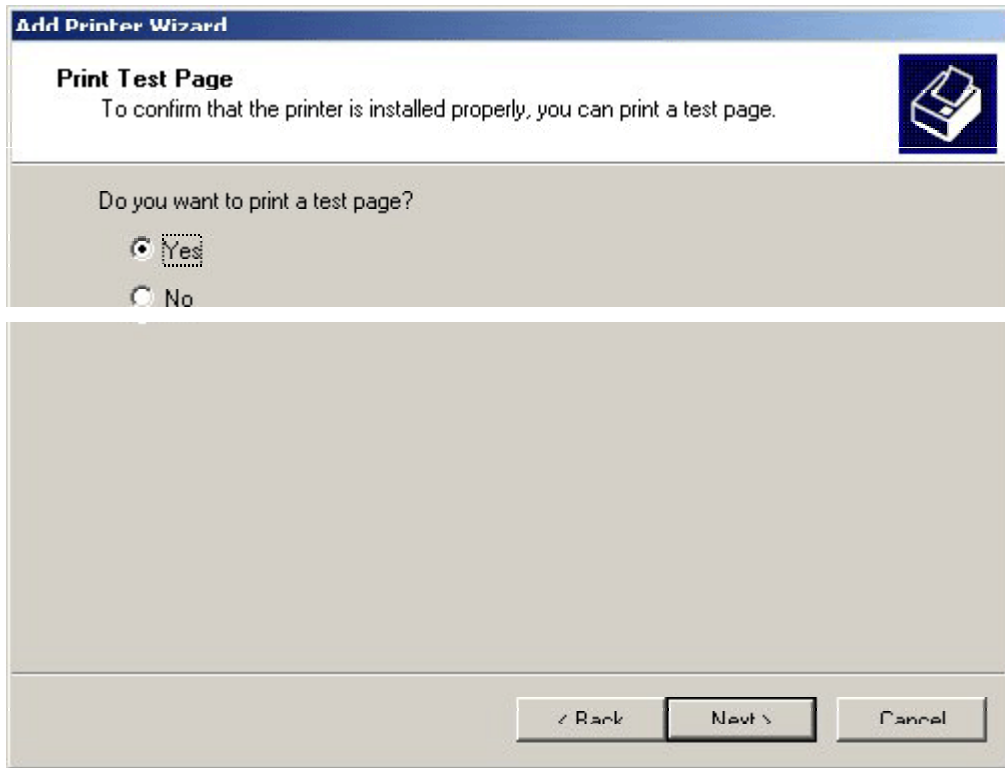 Add Printer Wizard
Print Test Page
To confirm that the printer is installed properly, you can print a test page.
Do you want to print a test page?
Yes
No
< Back
Next >
Cancel